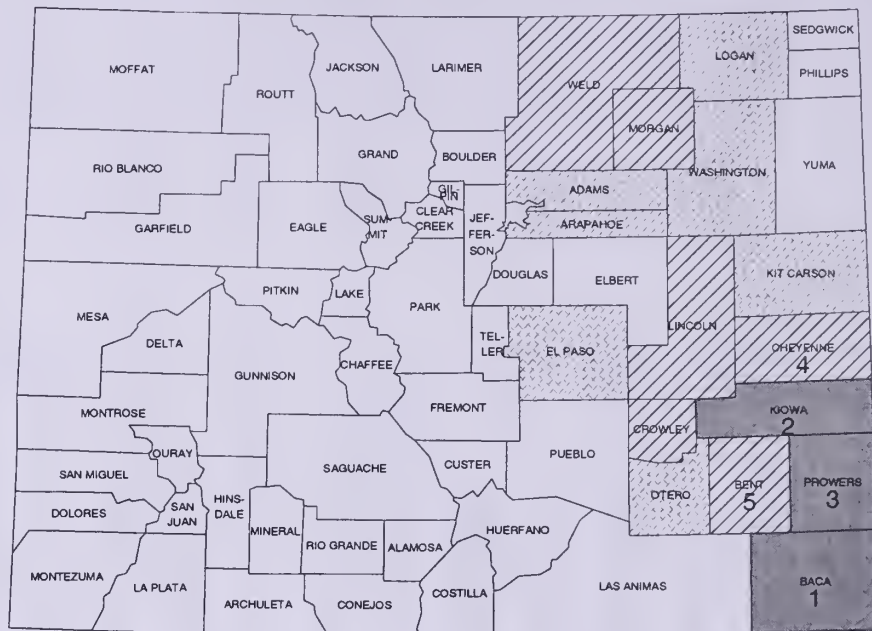 SEDGWICK
MOFFAT
JACKSON
LARIMER
LOGAN
PHILLIPS
ROUTT
WELD
MORGAN
GRAND
BOULDER
RIO BLANCO
WASHINGTON
YUMA
GIL-
PIN
ADAMS
CLEAR
CREEK
GARFIELD
EAGLE
SUM-
MIT
JEF-
FER-
SON
ARAPAHOE
DOUGLAS
ELBERT
KIT CARSON
PITKIN
LAKE
PARK
MESA
LINCOLN
DELTA
TEL-
LER
EL PASO
CHEYENNE
4
CHAFFEE
GUNNISON
FREMONT
KIOWA
2
MONTROSE
CROWLEY
OURAY
SAGUACHE
CUSTER
PUEBLO
SAN MIGUEL
OTERO
BENT
5
PROWERS
3
HINS-
DALE
SAN
JUAN
DOLORES
MINERAL
RIO GRANDE
ALAMOSA
HUERFANO
MONTEZUMA
LA PLATA
ARCHULETA
CONEJOS
COSTILLA
LAS ANIMAS
BACA
1